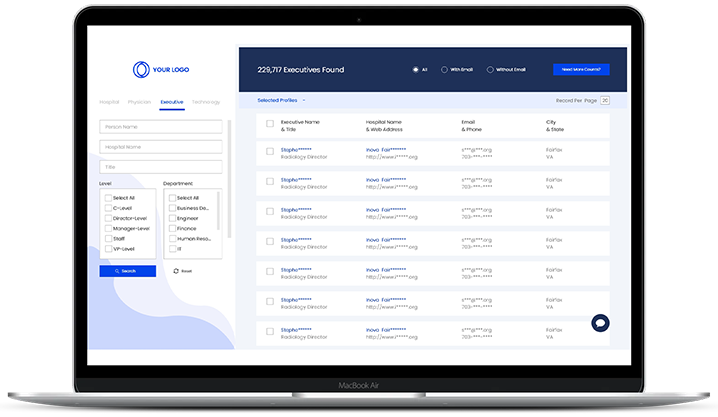 YOUR LOGO
229,717 Executives Found
All
With Email
Without Email
Need More Counts?
Hospital
Physician
Executive
Technology
Selected Profiles
Record Per Page
20
Person Name
Hospital Name
Title
Level
Select All
C-Level
Director-Level
Manager-Level
Staff
VP-Level
Department
Select All
Business De...
Engineer
Finance
Human Reso...
IT
Search
Reset
Executive Name
& Title
Hospital Name
& Web Address
Email
& Phone
City
& State
Stepha******
Inova Fair*******
s***@***.org
Fairfax
Radiology Director
http://www.i*****.org
703-***-****
VA
Stepha******
Inova Fair*******
s***@***.org
Fairfax
Radiology Director
http://www.i*****.org
703-***-****
VA
Stepha******
Inova Fair*******
s***@***.org
Fairfax
Radiology Director
http://www.i*****.org
703-***-****
VA
Stepha******
Inova Fair*******
s***@***.org
Fairfax
Radiology Director
http://www.i*****.org
703-***-****
VA
Stepha******
Inova Fair*******
s***@***.org
Fairfax
Radiology Director
http://www.i*****.org
703-***-****
VA
Stepha******
Inova Fair*******
s***@***.org
Fairfax
Radiology Director
http://www.i*****.org
703-***-****
VA
Stepha******
Inova Fair*******
s***@***.org
Fairfax
Radiology Director
http://www.i*****.org
703-***-****
VA
MacBook Air